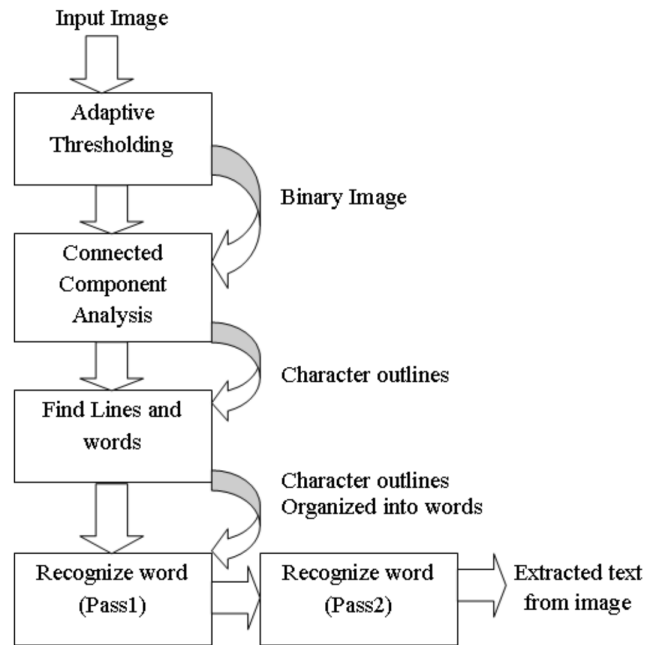 Input Image
Adaptive
Thresholding
Binary Image
Connected
Component
Analysis
Character outlines
Find Lines and
words
Character outlines
Organized into words
Recognize word
(Pass1)
Recognize word
(Pass2)
Extracted text
from image